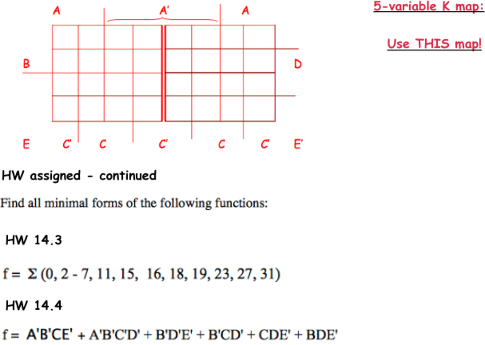 5-variable K map:
A A' A
Use THIS map!
B D
E C' C C' C C' E'
HW assigned - continued
Find all minimal forms of the following functions:
HW 14.3
f = Σ (0, 2 - 7, 11, 15, 16, 18, 19, 23, 27, 31)
HW 14.4
f = A'B'CE' + A'B'C'D' + B'D'E' + B'CD' + CDE' + BDE'